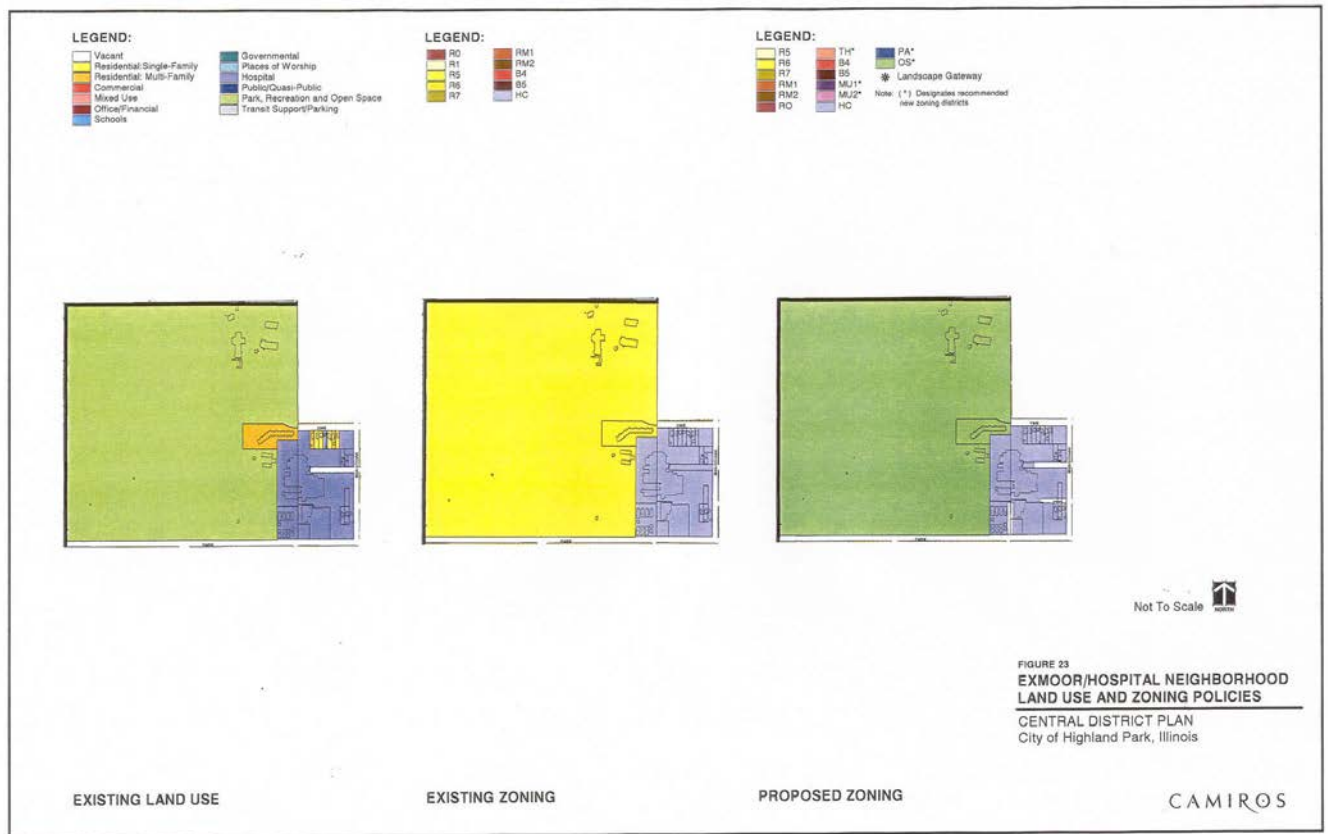 LEGEND:
Vacant
Residential:Single-Family
Residential: Multi-Family
Commercial
Mixed Use
Office/Financial
Schools
Governmental
Places of Worship
Hospital
Public/Quasi-Public
Park, Recreation and Open Space
Transit Support/Parking
LEGEND:
R0
R1
R5
R6
R7
RM1
RM2
B4
B5
HC
LEGEND:
R5
R6
R7
RM1
RM2
RO
TH*
B4
B5
MU1*
MU2*
HC
PA*
OS*
Landscape Gateway
Note: (*) Designates recommended
new zoning districts
Not To Scale
NORTH
FIGURE 23
EXMOOR/HOSPITAL NEIGHBORHOOD
LAND USE AND ZONING POLICIES
CENTRAL DISTRICT PLAN
City of Highland Park, Illinois
EXISTING LAND USE
EXISTING ZONING
PROPOSED ZONING
CAMIROS